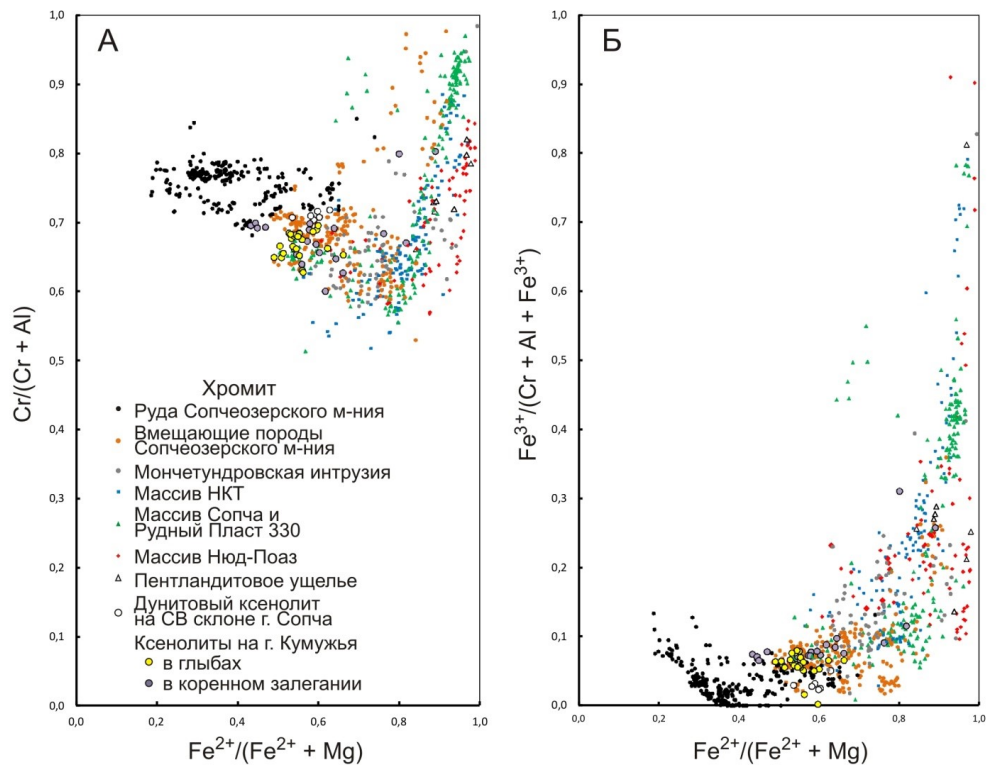 А
1,0
0,9
0,8
0,7
0,6
0,5
0,4
0,3
0,2
0,1
0,0
0,0
0,2
0,4
0,6
0,8
1,0
Cr/(Cr + Al)
Fe2+/(Fe2+ + Mg)
Хромит
Руда Сопчеозерского м-ния
Вмещающие породы
Сопчеозерского м-ния
Мончетундровская интрузия
Массив НКТ
Массив Сопча и
Рудный Пласт 330
Массив Нюд-Поаз
Пентландитовое ущелье
Дунитовый ксенолит
на СВ склоне г. Сопча
Ксенолиты на г. Кумужья
в глыбах
в коренном залегании
Б
1,0
0,9
0,8
0,7
0,6
0,5
0,4
0,3
0,2
0,1
0,0
0,0
0,2
0,4
0,6
0,8
1,0
Fe3+/(Cr + Al + Fe3+)
Fe2+/(Fe2+ + Mg)